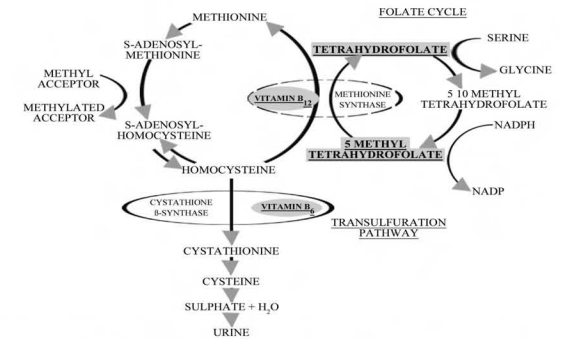 METHIONINE
FOLATE CYCLE
S-ADENOSYL-
METHIONINE
TETRAHYDROFOLATE
SERINE
GLYCINE
METHYL
ACCEPTOR
METHYLATED
ACCEPTOR
VITAMIN B12
METHIONINE
SYNTHASE
5 10 METHYL
TETRAHYDROFOLATE
S-ADENOSYL-
HOMOCYSTEINE
NADPH
5 METHYL
TETRAHYDROFOLATE
HOMOCYSTEINE
NADP
CYSTATHIONE
ß-SYNTHASE
VITAMIN B6
TRANSULFURATION
PATHWAY
CYSTATHIONINE
CYSTEINE
SULPHATE + H2O
URINE